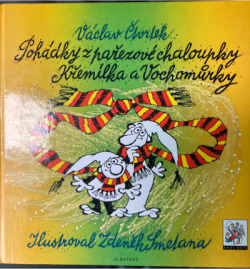 Václav Čtvrtek:
Pohádky z pařezové chaloupky
Křemílka a Vochomůrky
Ilustroval Zdeněk Smetana
ALBATROS